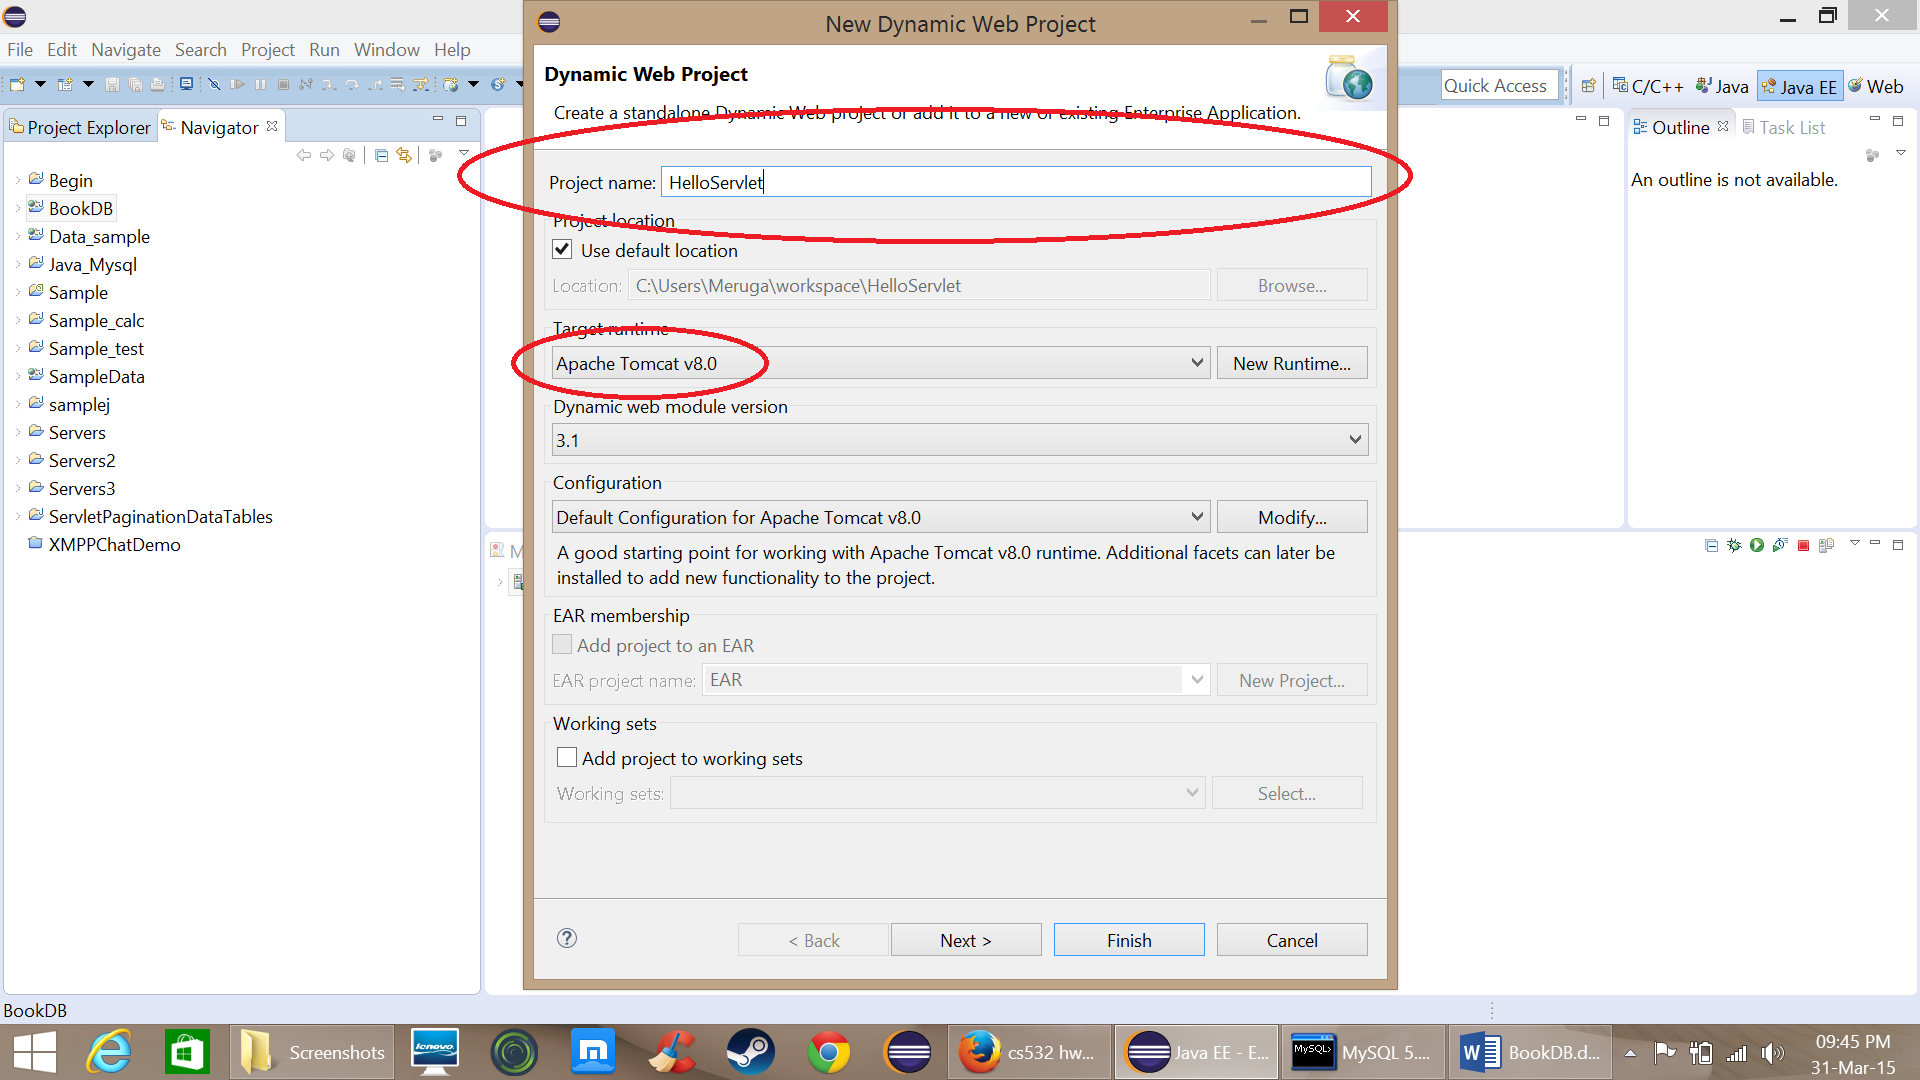 New Dynamic Web Project
File Edit Navigate Search Project Run Window Help
Quick Access
C/C++ Java Java EE Web
Project Explorer Navigator
Begin
BookDB
Data_sample
Java_Mysql
Sample
Sample_calc
Sample_test
SampleData
samplej
Servers
Servers2
Servers3
ServletPaginationDataTables
XMPPChatDemo
Dynamic Web Project
Create a standalone Dynamic Web project or add it to a new or existing Enterprise Application.
Project name: HelloServlet
Project location
Use default location
Location: C:\Users\Meruga\workspace\HelloServlet Browse...
Target runtime
Apache Tomcat v8.0 New Runtime...
Dynamic web module version
3.1
Configuration
Default Configuration for Apache Tomcat v8.0 Modify...
A good starting point for working with Apache Tomcat v8.0 runtime. Additional facets can later be
installed to add new functionality to the project.
EAR membership
Add project to an EAR
EAR project name: EAR New Project...
Working sets
Add project to working sets
Working sets: Select...
< Back Next > Finish Cancel
Outline Task List
An outline is not available.
M
BookDB
Screenshots
lenovo
MySQL>
cs532 hw...
Java EE - E...
MySQL 5....
BookDB.d...
09:45 PM
31-Mar-15